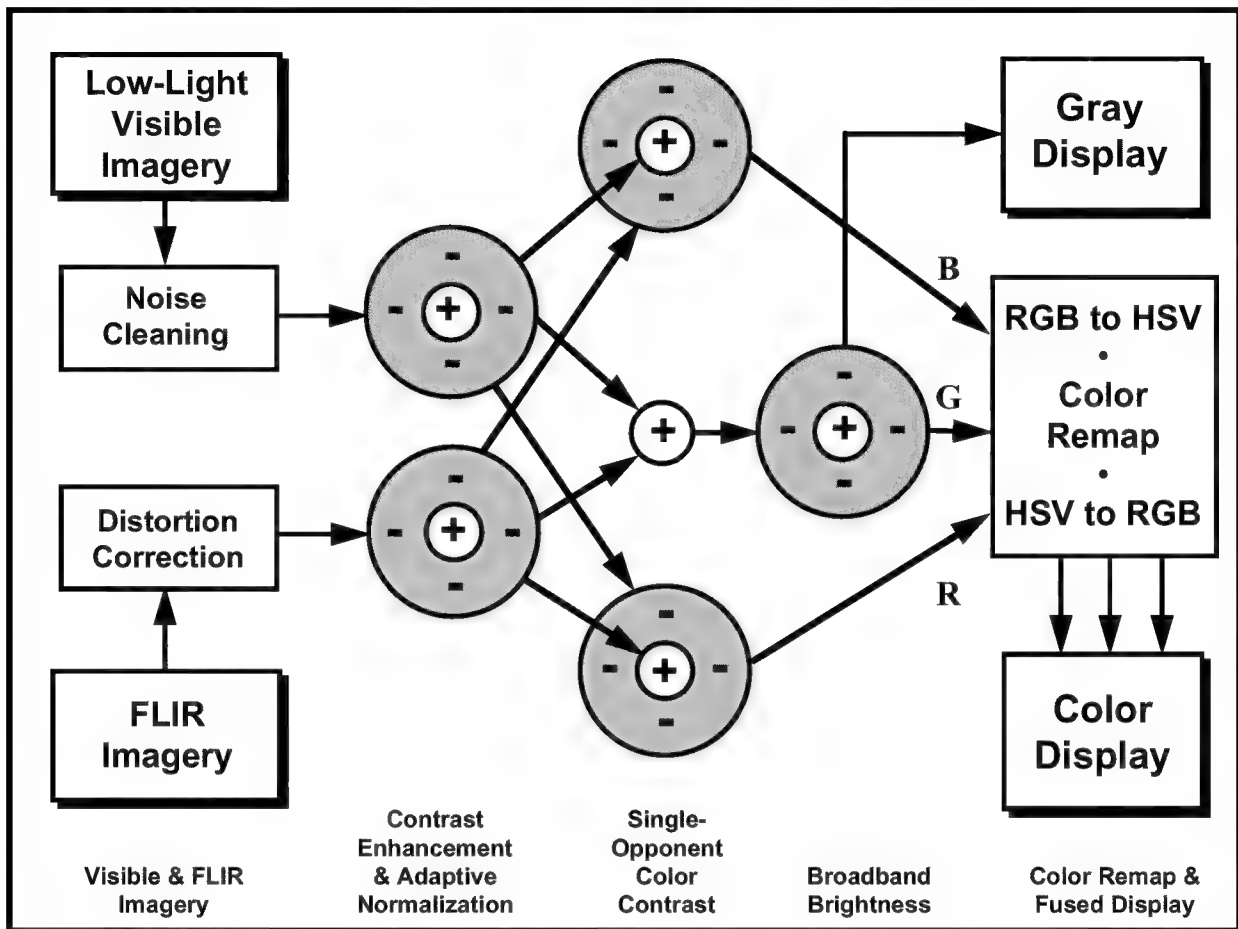 Low-Light
Visible
Imagery
Noise
Cleaning
Distortion
Correction
FLIR
Imagery
Visible & FLIR
Imagery
-
- + -
-
-
- + -
-
Contrast
Enhancement
& Adaptive
Normalization
-
- + -
-
+
-
- + -
-
Single-
Opponent
Color
Contrast
-
- + -
-
Broadband
Brightness
B
G
R
Gray
Display
RGB to HSV
•
Color
Remap
•
HSV to RGB
Color
Display
Color Remap &
Fused Display